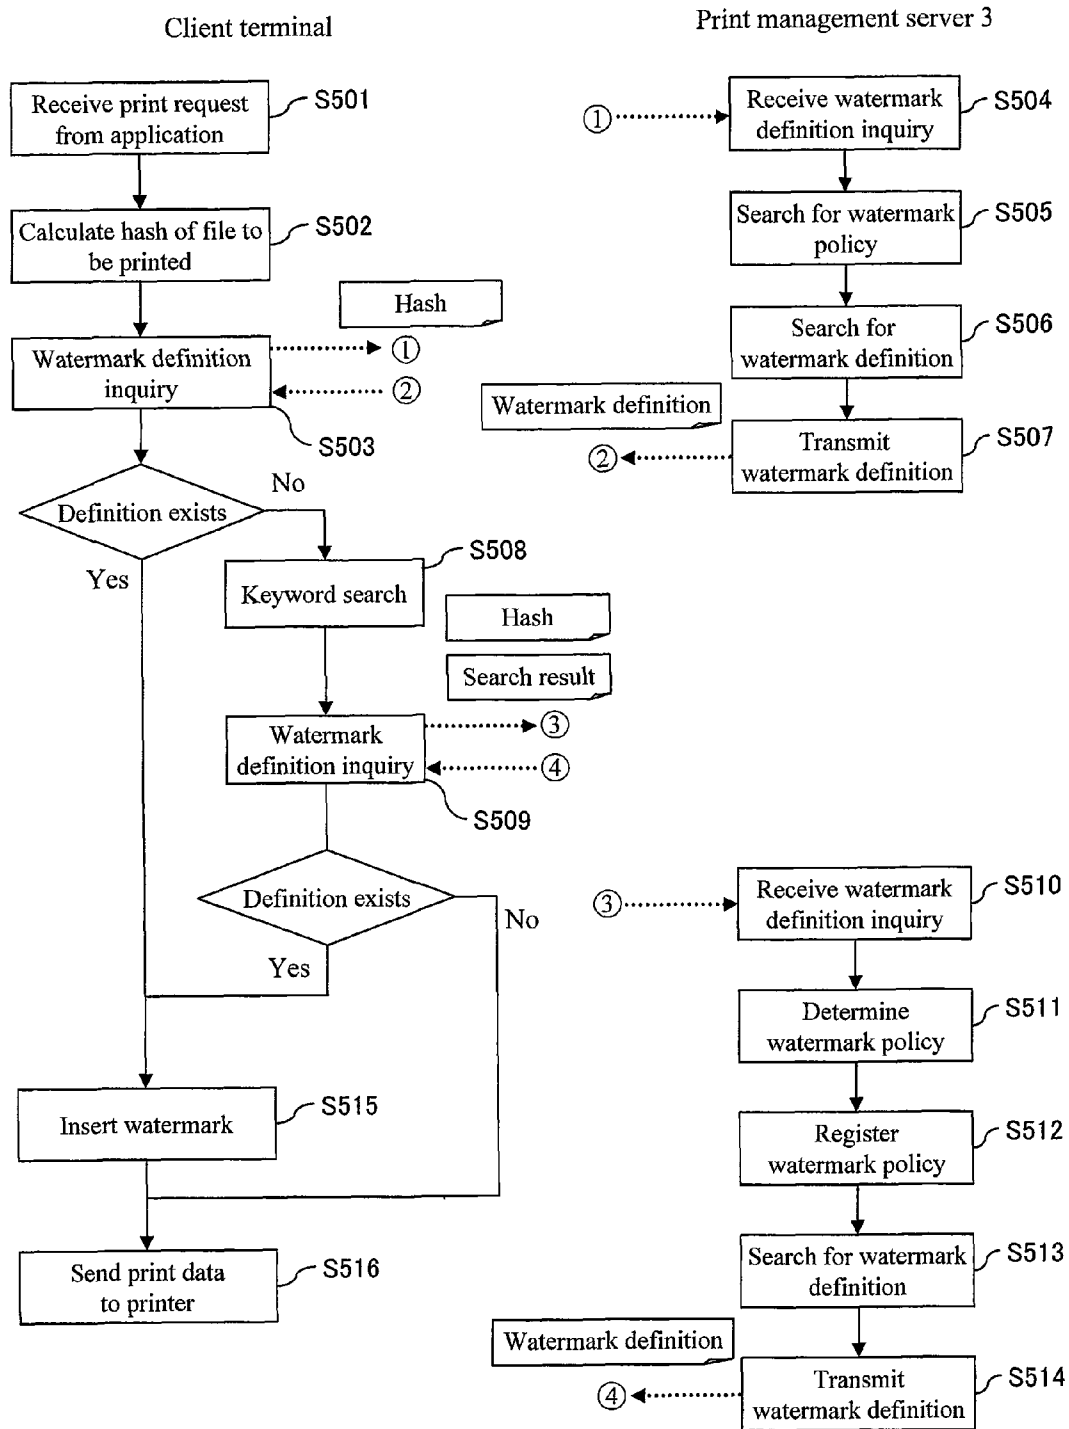 Client terminal
Receive print request
from application
S501
Calculate hash of file to
be printed
S502
Hash
Watermark definition
inquiry
①
②
S503
Definition exists
No
Yes
Keyword search
S508
Hash
Search result
Watermark
definition inquiry
③
④
S509
Definition exists
No
Yes
Insert watermark
S515
Send print data
to printer
S516
Print management server 3
①
Receive watermark
definition inquiry
S504
Search for watermark
policy
S505
Search for
watermark definition
S506
Watermark definition
②
Transmit
watermark definition
S507
③
Receive watermark
definition inquiry
S510
Determine
watermark policy
S511
Register
watermark policy
S512
Search for watermark
definition
S513
Watermark definition
④
Transmit
watermark definition
S514